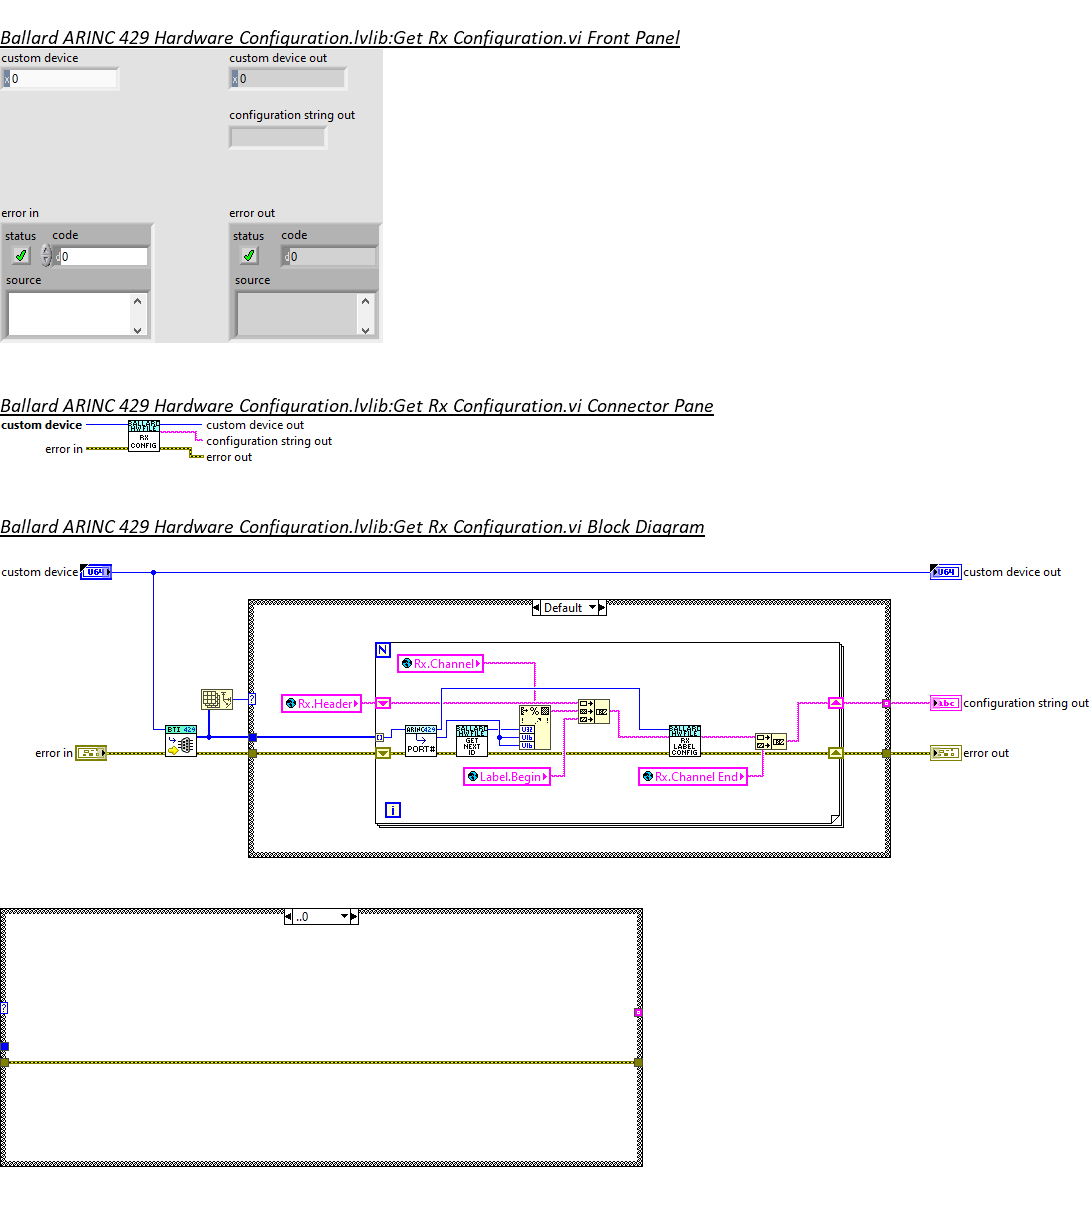 Ballard ARINC 429 Hardware Configuration.lvlib:Get Rx Configuration.vi Front Panel
custom device
custom device out
x 0
x 0
configuration string out
error in
error out
status code
status code
d 0
d 0
source
source
Ballard ARINC 429 Hardware Configuration.lvlib:Get Rx Configuration.vi Connector Pane
custom device
BALLARD
HW FILE
RX
CONFIG
custom device out
configuration string out
error in
error out
Ballard ARINC 429 Hardware Configuration.lvlib:Get Rx Configuration.vi Block Diagram
custom device
U64
U64
custom device out
Default
N
Rx.Channel
Rx.Header
?
abc
configuration string out
BTI 429
ARINC429
PORT#
BALLARD
HW FILE
GET
NEXT
ID
U32
U16
U16
BALLARD
HW FILE
RX
LABEL
CONFIG
error in
error out
Label.Begin
Rx.Channel End
i
..0
?